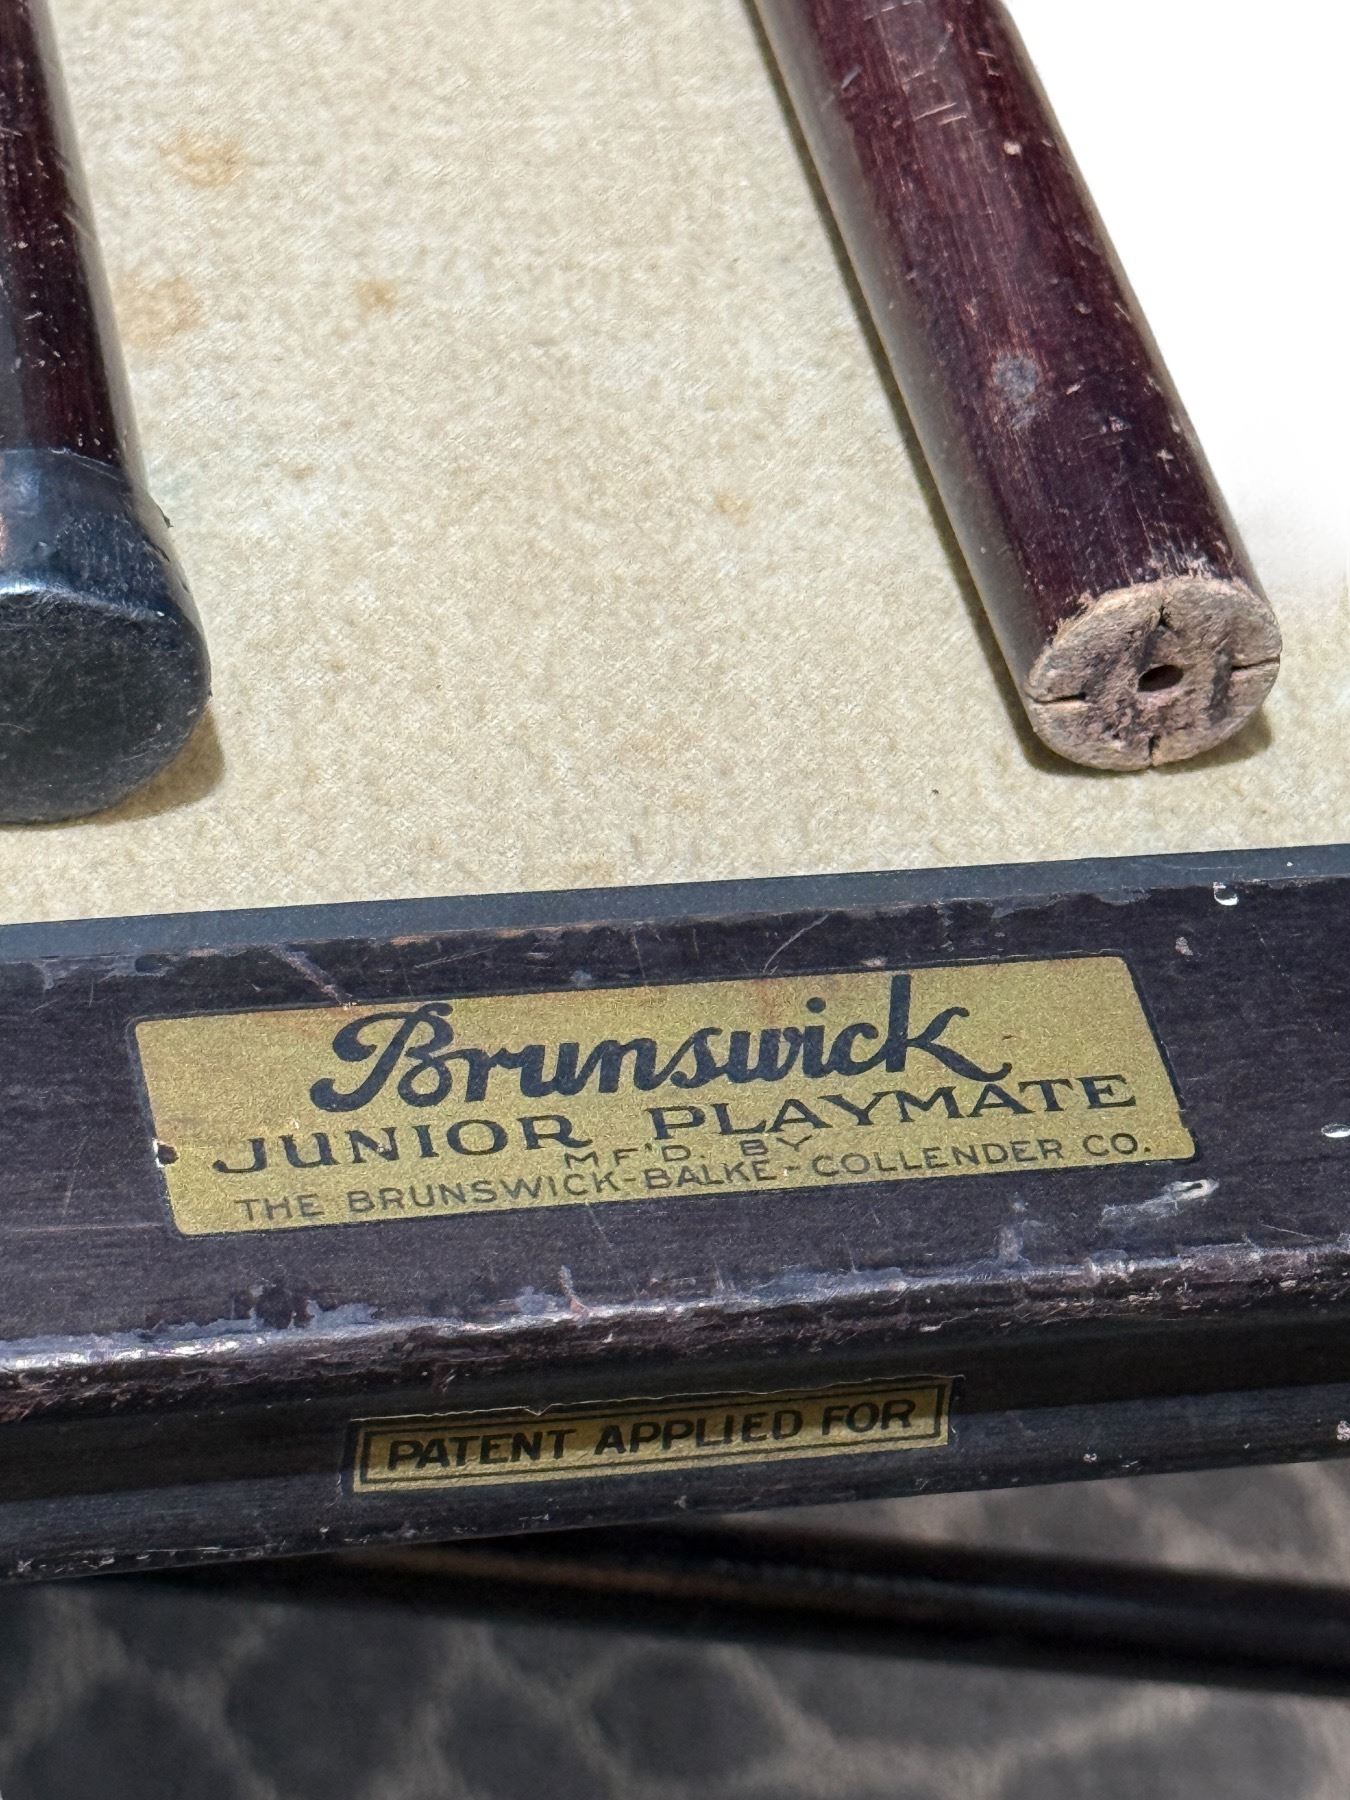 Brunswick
JUNIOR PLAYMATE
MF'D. BY
THE BRUNSWICK-BALKE-COLLENDER CO.
PATENT APPLIED FOR